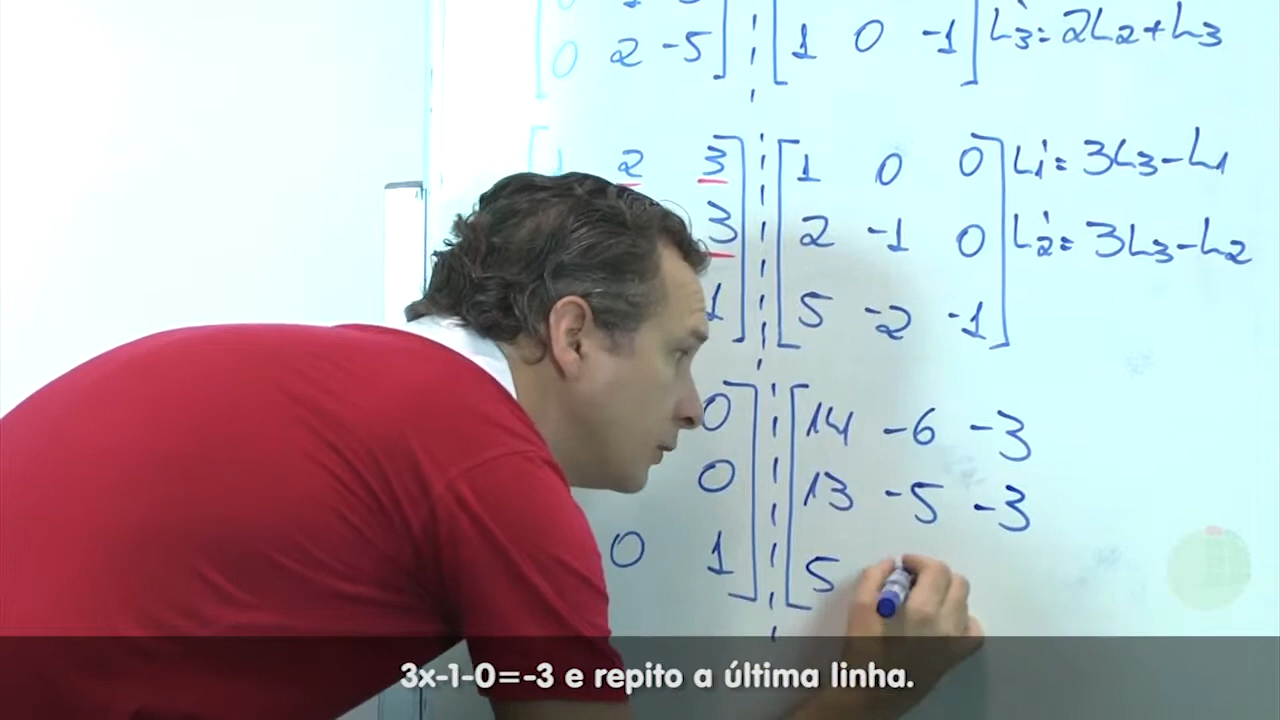 0 2 -5 1 0 -1 L'3= 2L2+L3
2 3 1 0 0 L'1= 3L3-L1
3 2 -1 0 L'2= 3L3-L2
1 5 -2 -1
0 14 -6 -3
0 13 -5 -3
0 1 5
3x-1-0=-3 e repito a última linha.